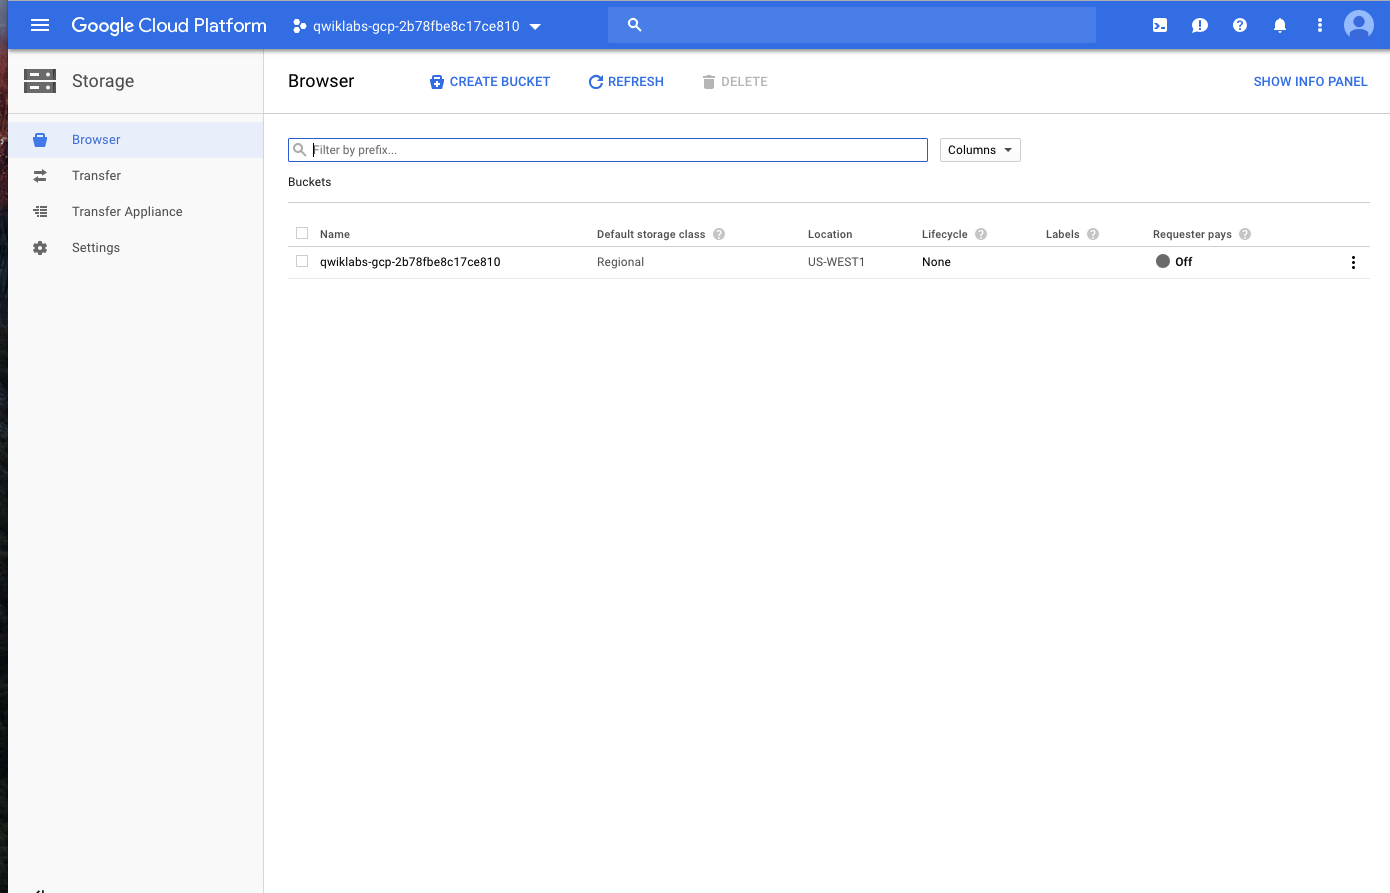 Google Cloud Platform qwiklabs-gcp-2b78fbe8c17ce810
Storage
Browser
Transfer
Transfer Appliance
Settings
Browser CREATE BUCKET REFRESH DELETE SHOW INFO PANEL
Filter by prefix... Columns
Buckets
Name Default storage class Location Lifecycle Labels Requester pays
qwiklabs-gcp-2b78fbe8c17ce810 Regional US-WEST1 None Off